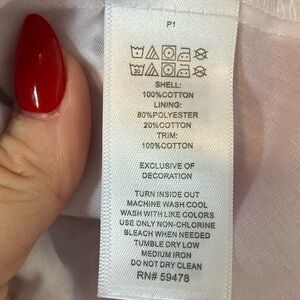 P1
30
SHELL:
100%COTTON
LINING:
80%POLYESTER
20%COTTON
TRIM:
100%COTTON
EXCLUSIVE OF
DECORATION
TURN INSIDE OUT
MACHINE WASH COOL
WASH WITH LIKE COLORS
USE ONLY NON-CHLORINE
BLEACH WHEN NEEDED
TUMBLE DRY LOW
MEDIUM IRON
DO NOT DRY CLEAN
RN# 59478